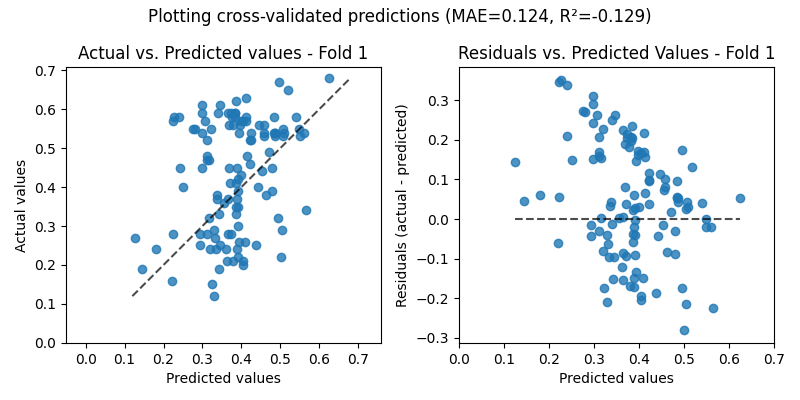 Plotting cross-validated predictions (MAE=0.124, R²=-0.129)
Actual vs. Predicted values - Fold 1
Actual values
0.7
0.6
0.5
0.4
0.3
0.2
0.1
0.0
0.0 0.1 0.2 0.3 0.4 0.5 0.6 0.7
Predicted values
Residuals vs. Predicted Values - Fold 1
Residuals (actual - predicted)
0.3
0.2
0.1
0.0
−0.1
−0.2
−0.3
0.0 0.1 0.2 0.3 0.4 0.5 0.6 0.7
Predicted values